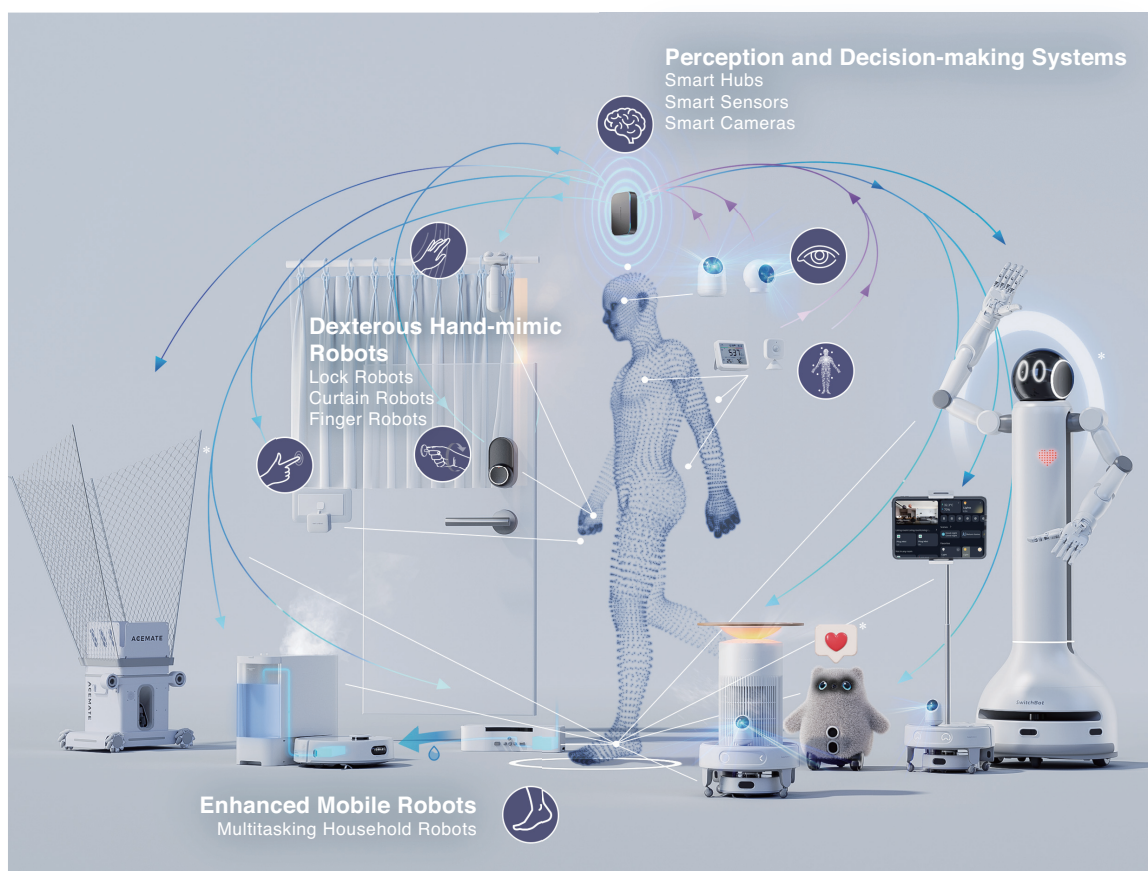 Perception and Decision-making Systems
Smart Hubs
Smart Sensors
Smart Cameras
Dexterous Hand-mimic
Robots
Lock Robots
Curtain Robots
Finger Robots
*
*
ACEMATE
ACEMATE
SwitchBot
*
Enhanced Mobile Robots
Multitasking Household Robots